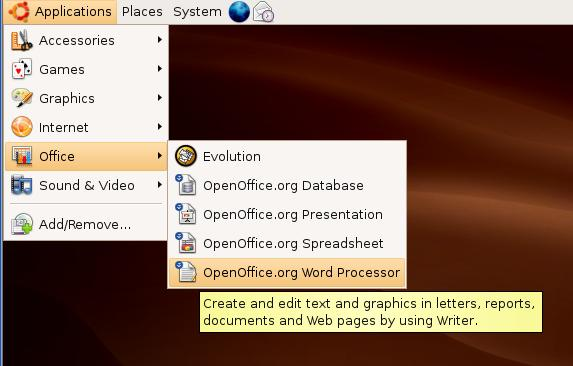 Applications Places System
Accessories
Games
Graphics
Internet
Office
Sound & Video
Add/Remove...
Evolution
OpenOffice.org Database
OpenOffice.org Presentation
OpenOffice.org Spreadsheet
OpenOffice.org Word Processor
Create and edit text and graphics in letters, reports,
documents and Web pages by using Writer.